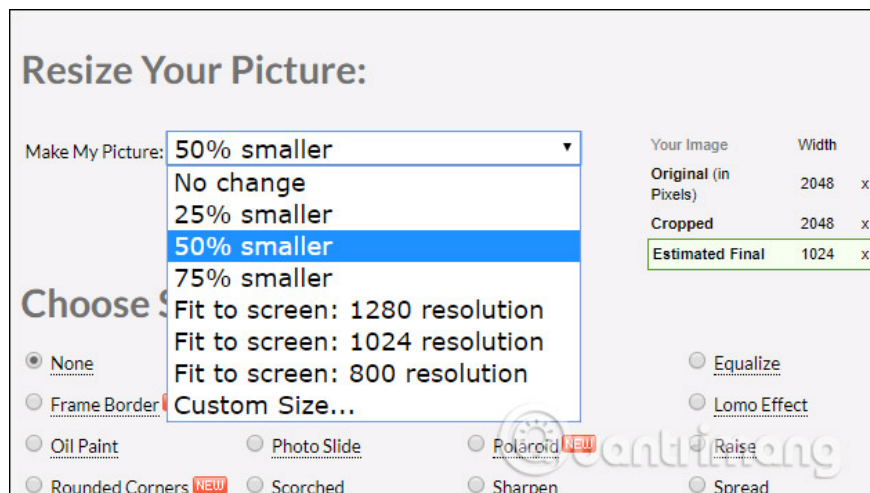 Resize Your Picture:
Make My Picture: 50% smaller
No change
25% smaller
50% smaller
75% smaller
Fit to screen: 1280 resolution
Fit to screen: 1024 resolution
Fit to screen: 800 resolution
Custom Size...
Your Image Width
Original (in
Pixels) 2048 x
Cropped 2048 x
Estimated Final 1024 x
Choose S
None Equalize
Frame Border Lomo Effect
Oil Paint Photo Slide Polaroid NEW Raise
Rounded Corners NEW Scorched Sharpen Spread
uantrimang